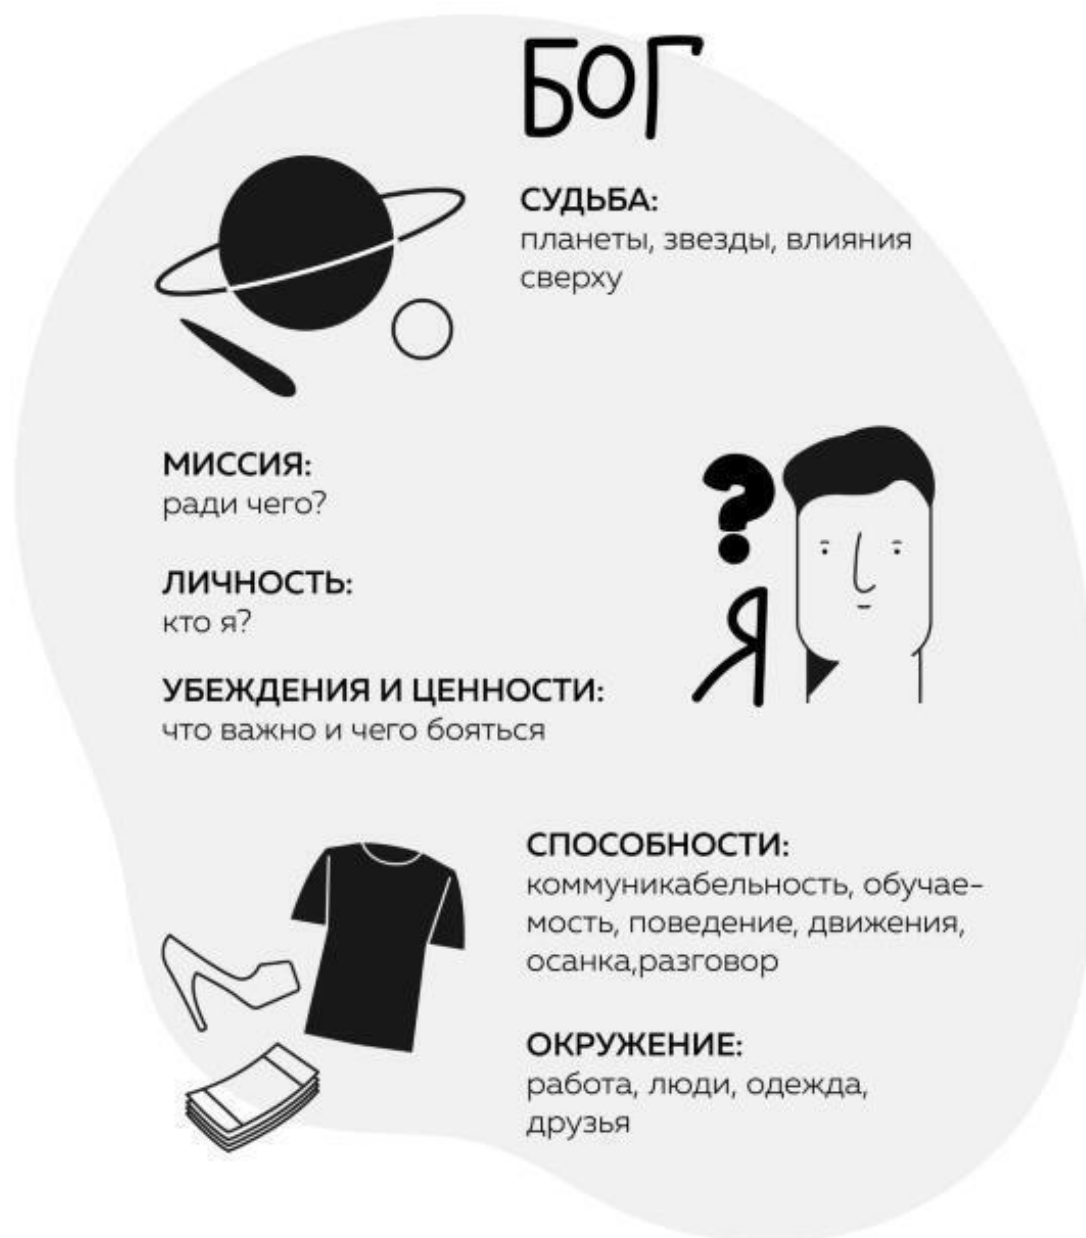 БОГ
СУДЬБА:
планеты, звезды, влияния
сверху
МИССИЯ:
ради чего?
ЛИЧНОСТЬ:
кто я?
УБЕЖДЕНИЯ И ЦЕННОСТИ:
что важно и чего бояться
?
Я
СПОСОБНОСТИ:
коммуникабельность, обучае-
мость, поведение, движения,
осанка,разговор
ОКРУЖЕНИЕ:
работа, люди, одежда,
друзья